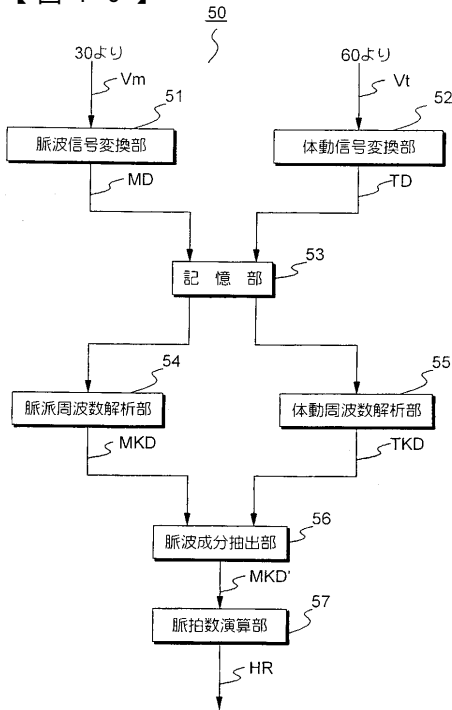 50
30より
60より
Vm
Vt
51
52
脈波信号変換部
体動信号変換部
MD
TD
53
記憶部
54
55
脈派周波数解析部
体動周波数解析部
MKD
TKD
56
脈波成分抽出部
MKD'
57
脈拍数演算部
HR